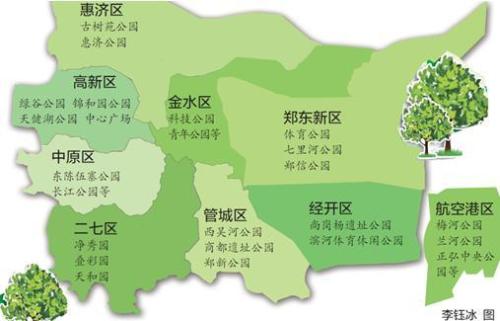 惠济区
古树苑公园
惠济公园
高新区
绿谷公园 锦和园公园
天健湖公园 中心广场
金水区
科技公园
青年公园等
郑东新区
体育公园
七里河公园
郑信公园
中原区
东陈伍寨公园
长江公园等
二七区
净秀园
叠彩园
天和园
管城区
西吴河公园
商都遗址公园
郑新公园
经开区
尚岗杨遗址公园
滨河体育休闲公园
航空港区
梅河公园
兰河公园
正弘中央公
园等
李钰冰 图